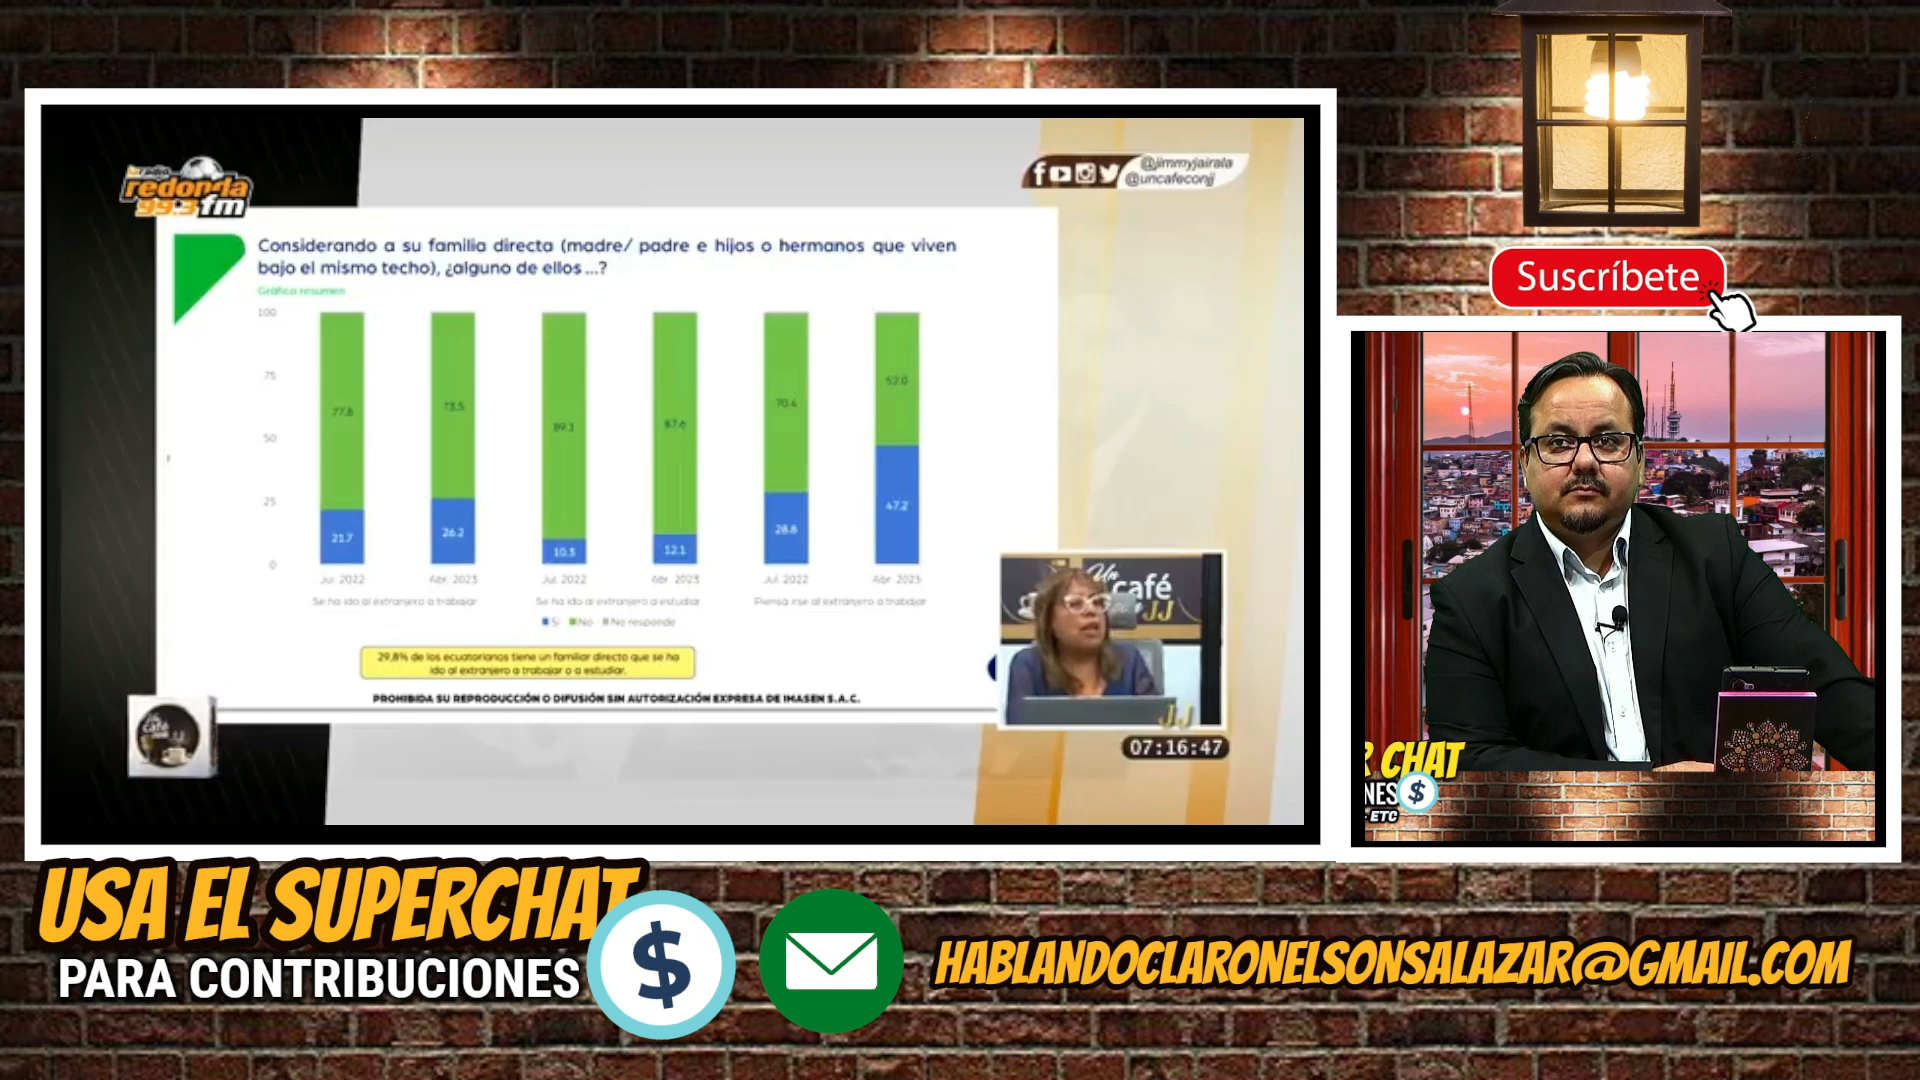 la radio
redonda
99.3 fm
@jimmyjairala
@uncafeconjj
Considerando a su familia directa (madre/ padre e hijos o hermanos que viven
bajo el mismo techo), ¿alguno de ellos ...?
Gráfico resumen
100
75
50
25
0
77.8
73.5
89.1
87.6
70.4
52.0
21.7
26.2
10.3
12.1
28.8
47.2
Jul. 2022
Abr. 2023
Jul. 2022
Abr. 2023
Jul. 2022
Abr. 2023
Se ha ido al extranjero a trabajar
Se ha ido al extranjero a estudiar
Piensa irse al extranjero a trabajar
Sí No No responde
29,8% de los ecuatorianos tiene un familiar directo que se ha
ido al extranjero a trabajar o a estudiar.
PROHIBIDA SU REPRODUCCIÓN O DIFUSIÓN SIN AUTORIZACIÓN EXPRESA DE IMASEN S.A.C.
Un
café
JJ
JJ
café
07:16:47
Suscríbete
R CHAT
NES $
ETC
USA EL SUPERCHAT
PARA CONTRIBUCIONES
$
HABLANDOCLARONELSONSALAZAR@GMAIL.COM